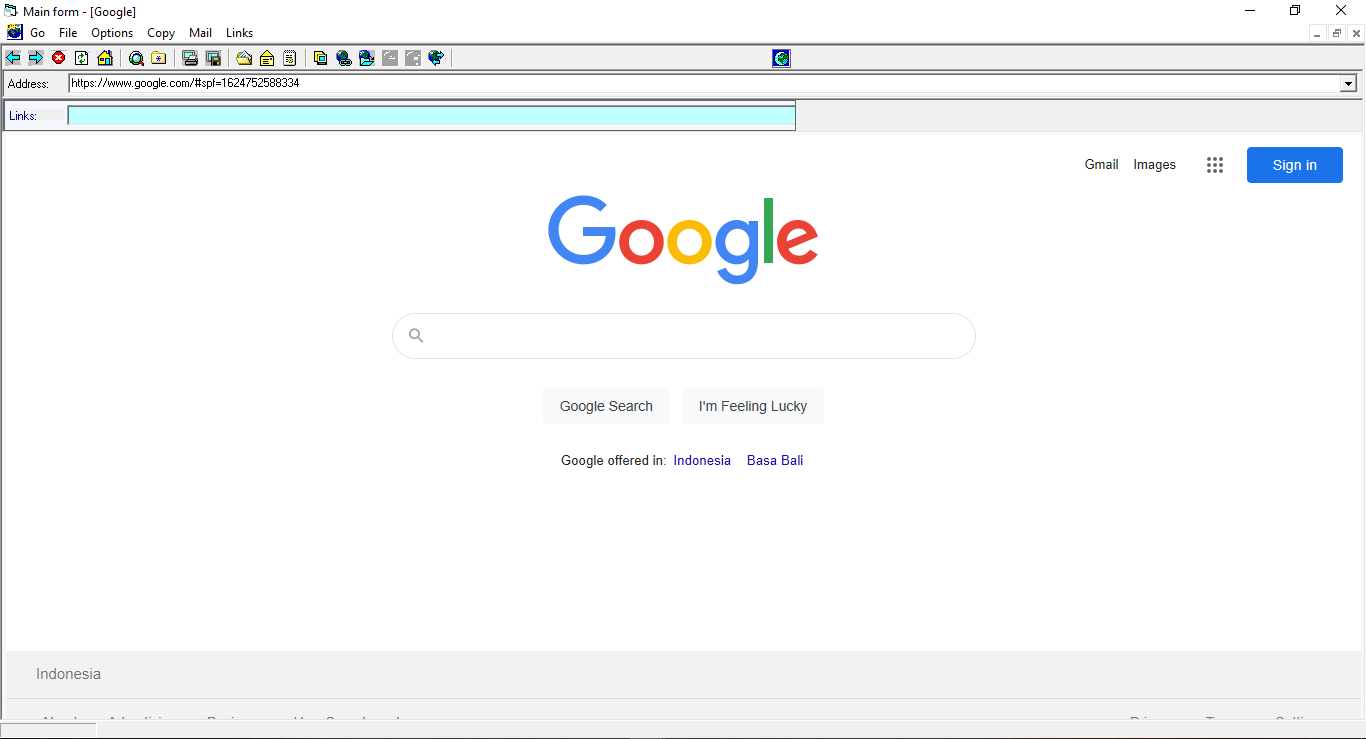 Main form - [Google]
Go File Options Copy Mail Links
Address: https://www.google.com/#spf=1624752588334
Links:
Gmail Images Sign in
Google
Google Search I'm Feeling Lucky
Google offered in: Indonesia Basa Bali
Indonesia